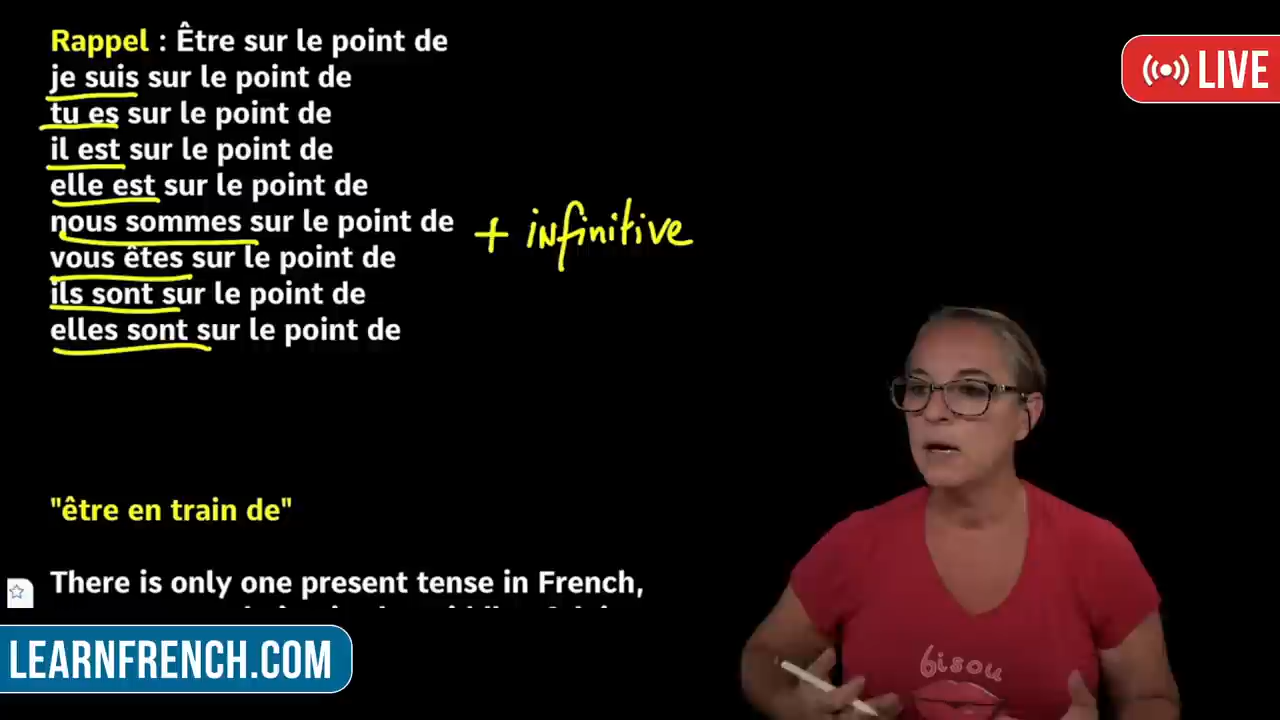 Rappel : Être sur le point de
je suis sur le point de
tu es sur le point de
il est sur le point de
elle est sur le point de
nous sommes sur le point de
+ infinitive
vous êtes sur le point de
ils sont sur le point de
elles sont sur le point de
"être en train de"
There is only one present tense in French,
LIVE
bisou
LEARNFRENCH.COM